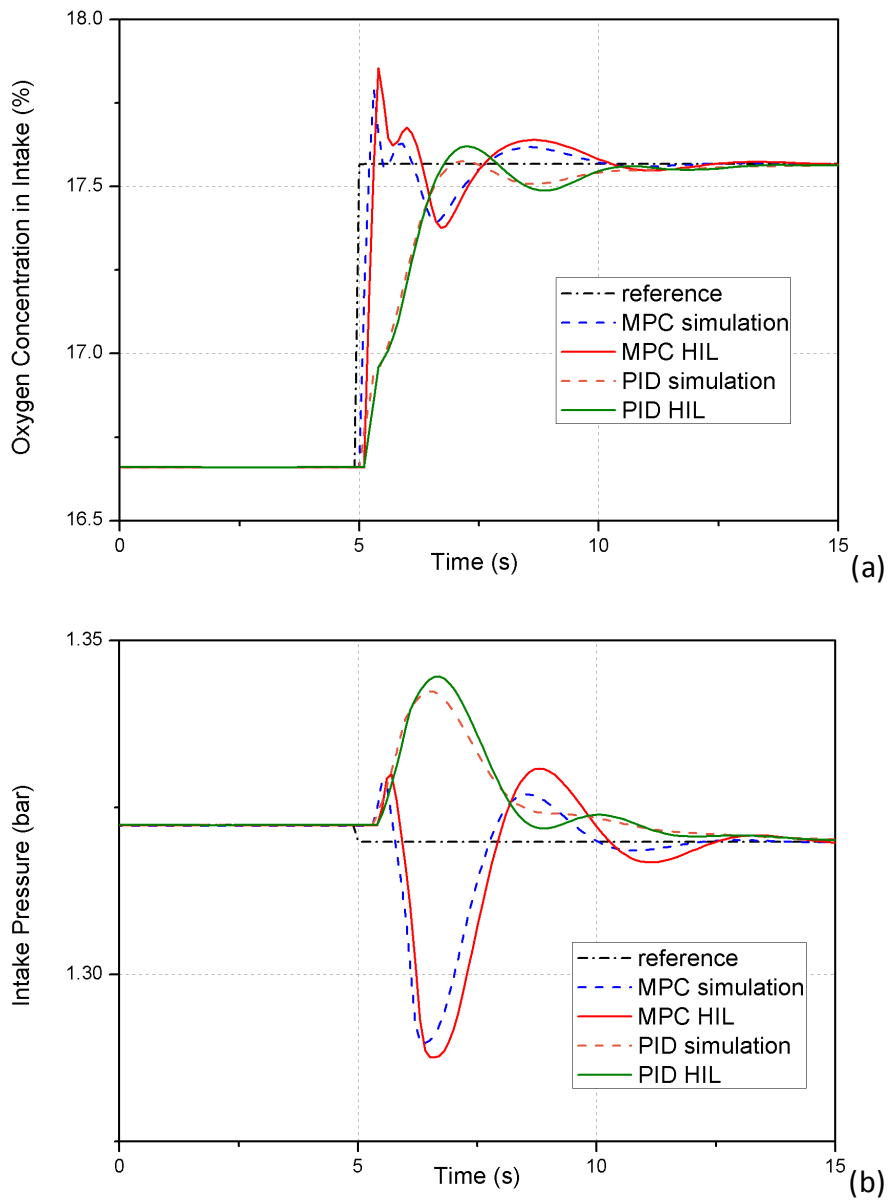 18.0
17.5
17.0
16.5
Oxygen Concentration in Intake (%)
reference
MPC simulation
MPC HIL
PID simulation
PID HIL
0
5
10
15
Time (s)
(a)
1.35
1.30
Intake Pressure (bar)
reference
MPC simulation
MPC HIL
PID simulation
PID HIL
0
5
10
15
Time (s)
(b)